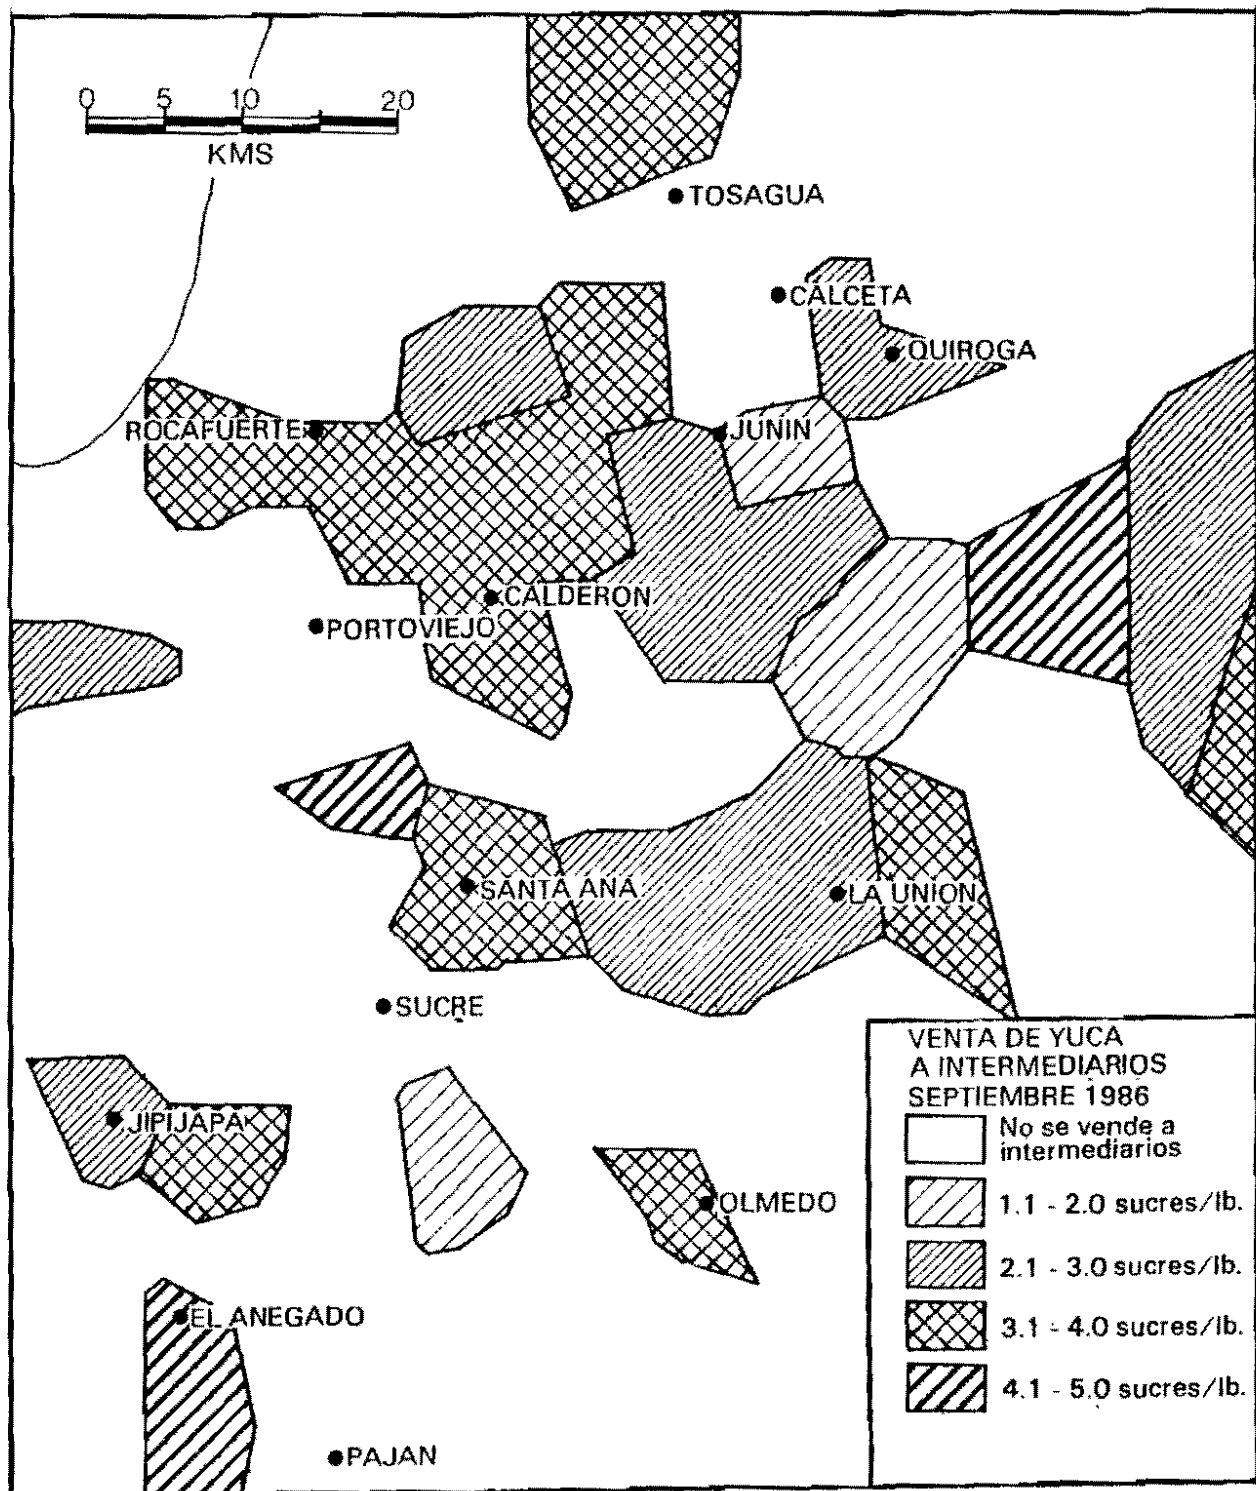 0 5 10 20
KMS
TOSAGUA
CALCETA
QUIROGA
ROCAFUERTE
JUNIN
CALDERON
PORTOVIEJO
SANTA ANA
LA UNION
SUCRE
JIPIJAPA
OLMEDO
EL ANEGADO
PAJAN
VENTA DE YUCA
A INTERMEDIARIOS
SEPTIEMBRE 1986
No se vende a
intermediarios
1.1 - 2.0 sucres/lb.
2.1 - 3.0 sucres/lb.
3.1 - 4.0 sucres/lb.
4.1 - 5.0 sucres/lb.